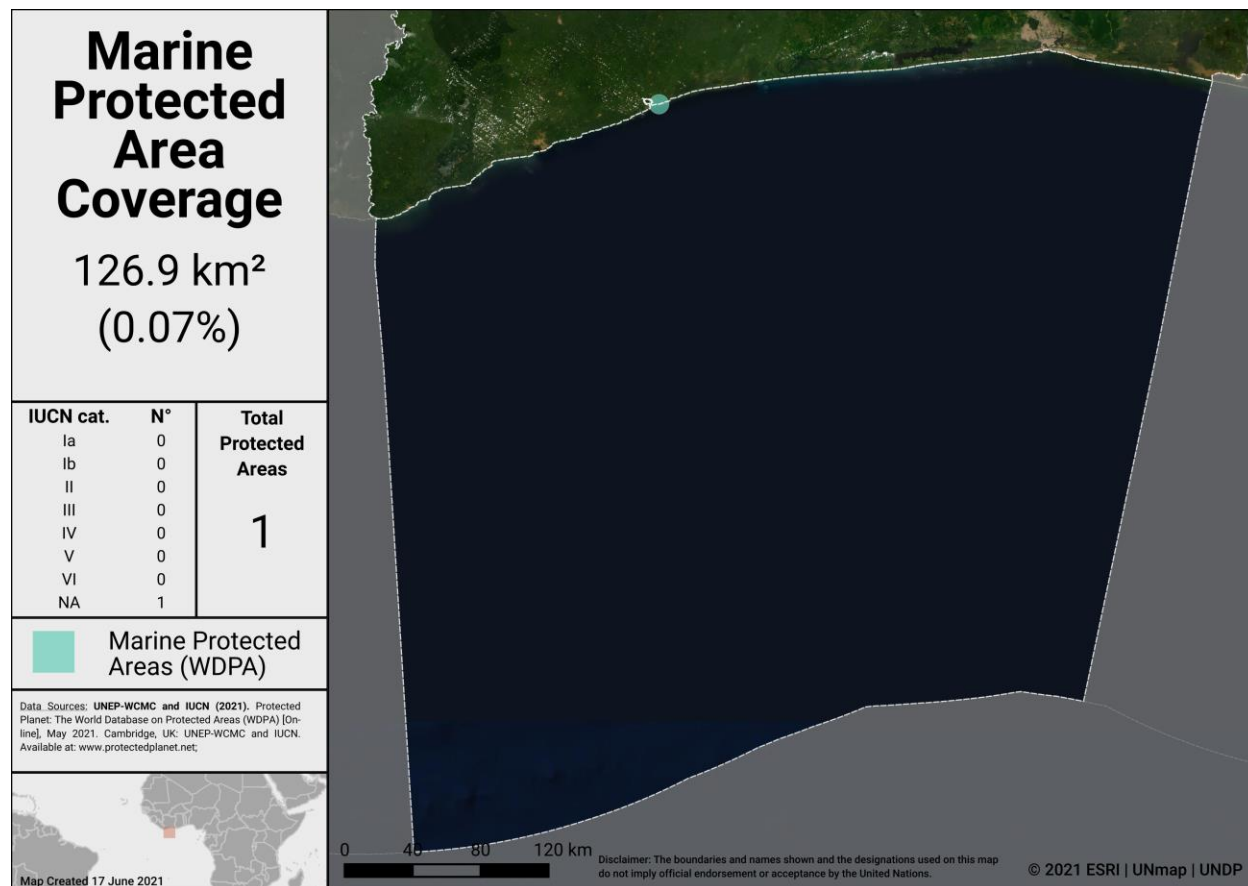 Marine
Protected
Area
Coverage
126.9 km²
(0.07%)
IUCN cat. N°
Ia 0
Ib 0
II 0
III 0
IV 0
V 0
VI 0
NA 1
Total
Protected
Areas
1
Marine Protected
Areas (WDPA)
Data Sources: UNEP-WCMC and IUCN (2021). Protected
Planet: The World Database on Protected Areas (WDPA) [On-
line], May 2021. Cambridge, UK: UNEP-WCMC and IUCN.
Available at: www.protectedplanet.net;
Map Created 17 June 2021
0 40 80 120 km
Disclaimer: The boundaries and names shown and the designations used on this map
do not imply official endorsement or acceptance by the United Nations.
© 2021 ESRI | UNmap | UNDP